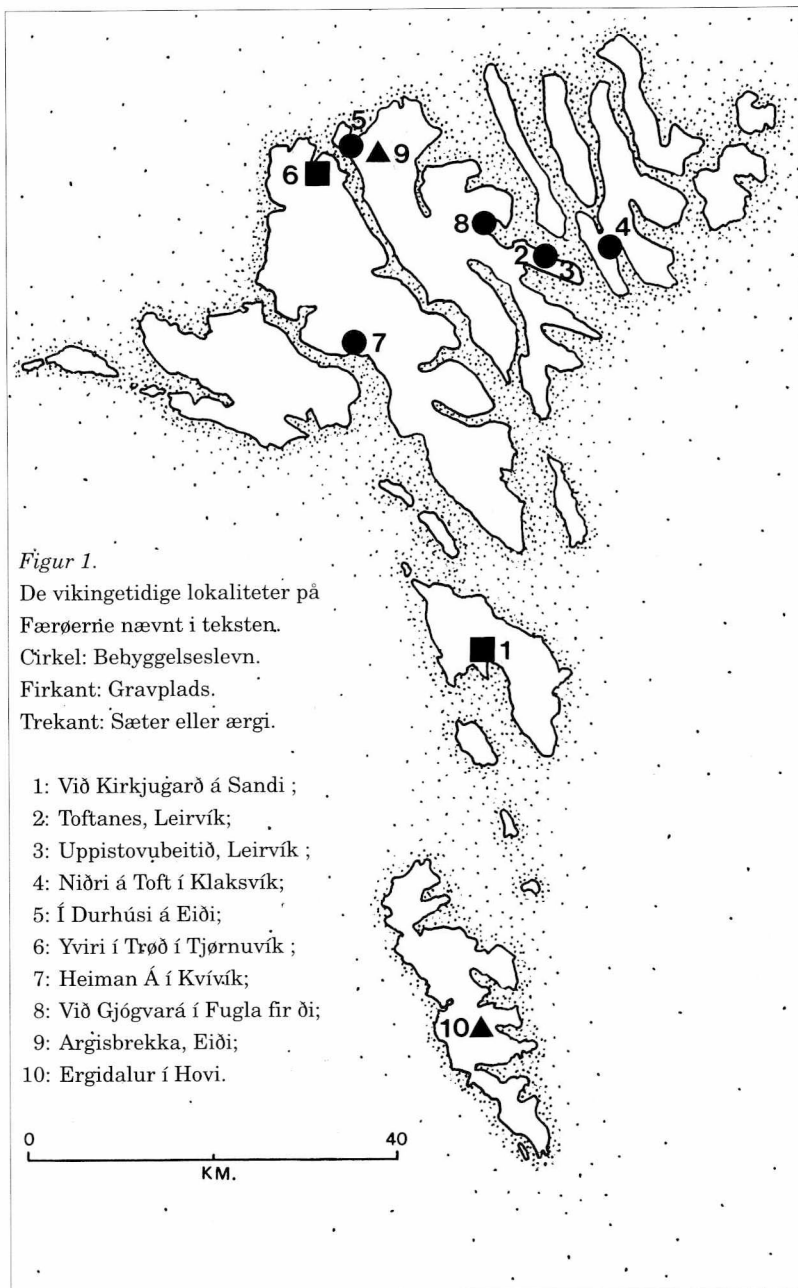 5
9
6
8
4
2
3
7
Figur 1.
De vikingetidige lokaliteter på
Færøerne nævnt i teksten.
Cirkel: Bebyggelseslevn.
Firkant: Gravplads.
Trekant: Sæter eller ærgi.
1
1: Við Kirkjugarð á Sandi ;
2: Toftanes, Leirvík;
3: Uppistovubeitið, Leirvík ;
4: Niðri á Toft í Klaksvík;
5: Í Durhúsi á Eiði;
6: Yviri í Trøð í Tjørnuvík ;
7: Heiman Á í Kvívík;
8: Við Gjógvará í Fugla fir ði;
9: Argisbrekka, Eiði;
10: Ergidalur í Hovi.
10
0 40
KM.